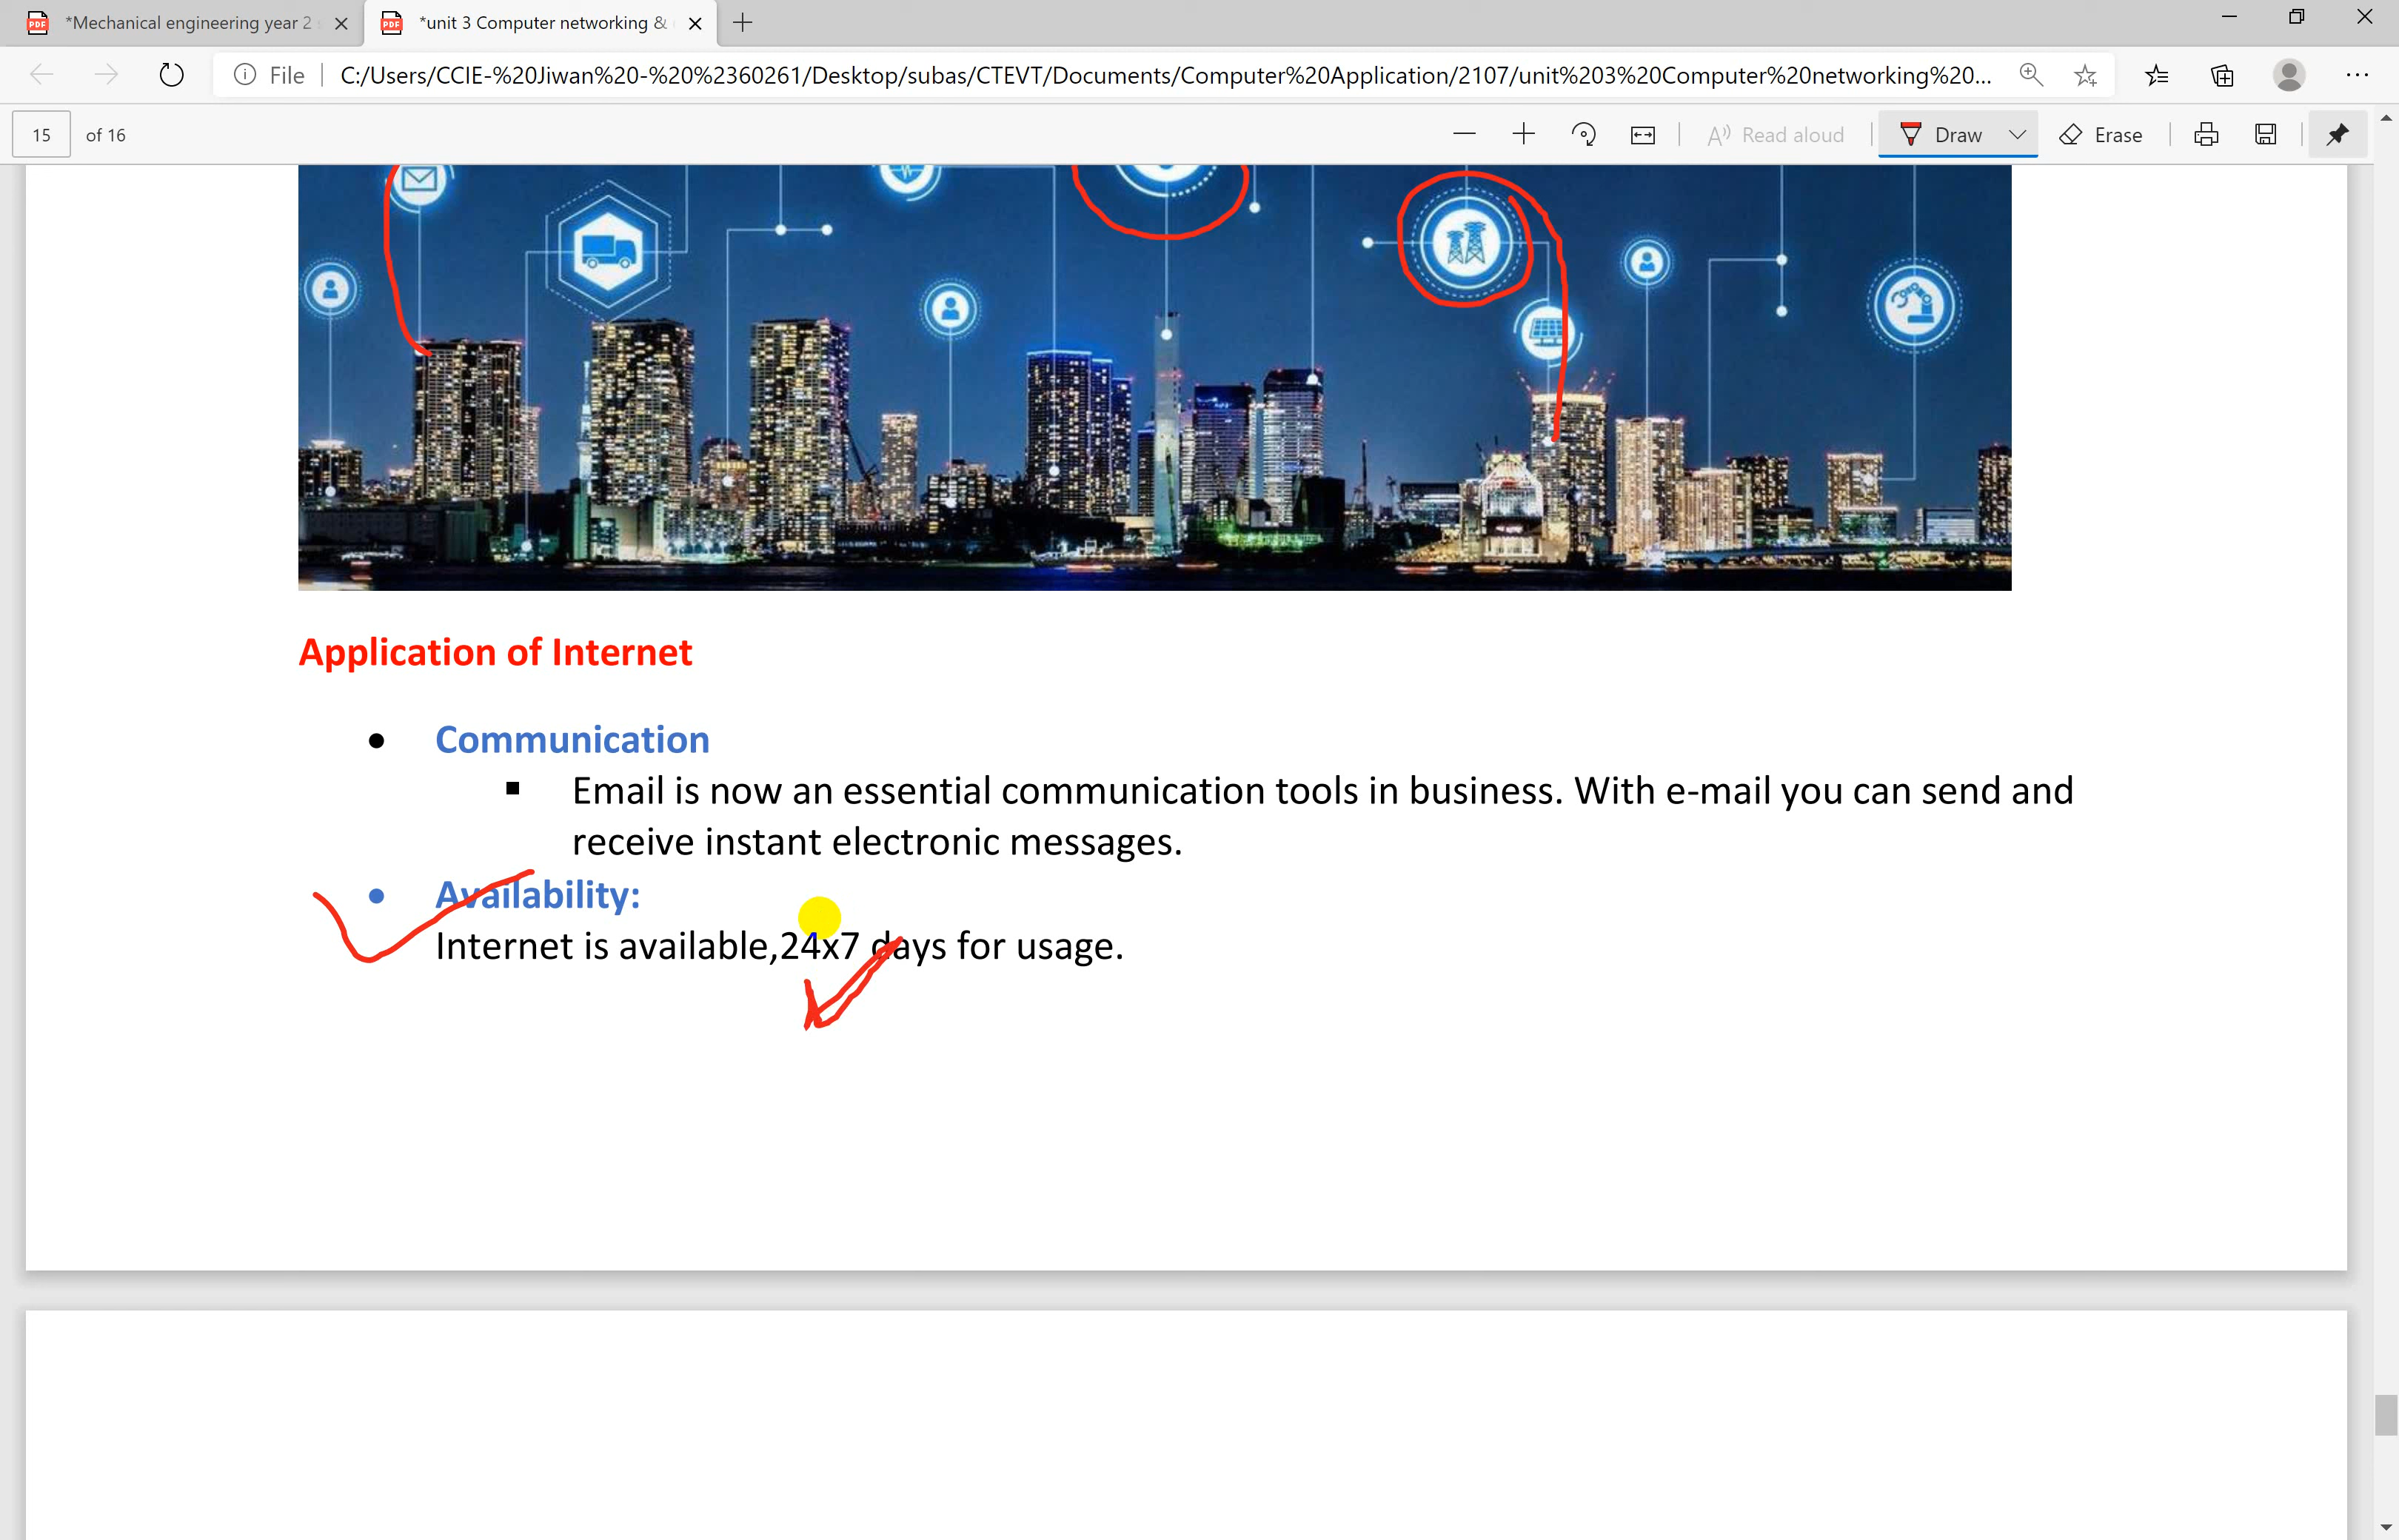 *Mechanical engineering year 2
*unit 3 Computer networking &
File
C:/Users/CCIE-%20Jiwan%20-%20%2360261/Desktop/subas/CTEVT/Documents/Computer%20Application/2107/unit%203%20Computer%20networking%20...
15 of 16
Read aloud
Draw
Erase
Application of Internet
Communication
Email is now an essential communication tools in business. With e-mail you can send and
receive instant electronic messages.
Availability:
Internet is available,24x7 days for usage.